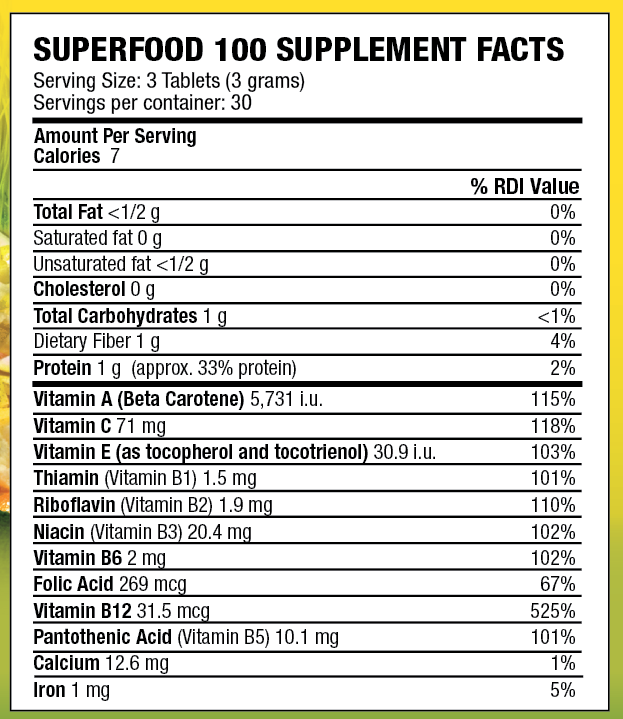 SUPERFOOD 100 SUPPLEMENT FACTS
Serving Size: 3 Tablets (3 grams)
Servings per container: 30
Amount Per Serving
Calories 7
% RDI Value
Total Fat <1/2 g 0%
Saturated fat 0 g 0%
Unsaturated fat <1/2 g 0%
Cholesterol 0 g 0%
Total Carbohydrates 1 g <1%
Dietary Fiber 1 g 4%
Protein 1 g (approx. 33% protein) 2%
Vitamin A (Beta Carotene) 5,731 i.u. 115%
Vitamin C 71 mg 118%
Vitamin E (as tocopherol and tocotrienol) 30.9 i.u. 103%
Thiamin (Vitamin B1) 1.5 mg 101%
Riboflavin (Vitamin B2) 1.9 mg 110%
Niacin (Vitamin B3) 20.4 mg 102%
Vitamin B6 2 mg 102%
Folic Acid 269 mcg 67%
Vitamin B12 31.5 mcg 525%
Pantothenic Acid (Vitamin B5) 10.1 mg 101%
Calcium 12.6 mg 1%
Iron 1 mg 5%